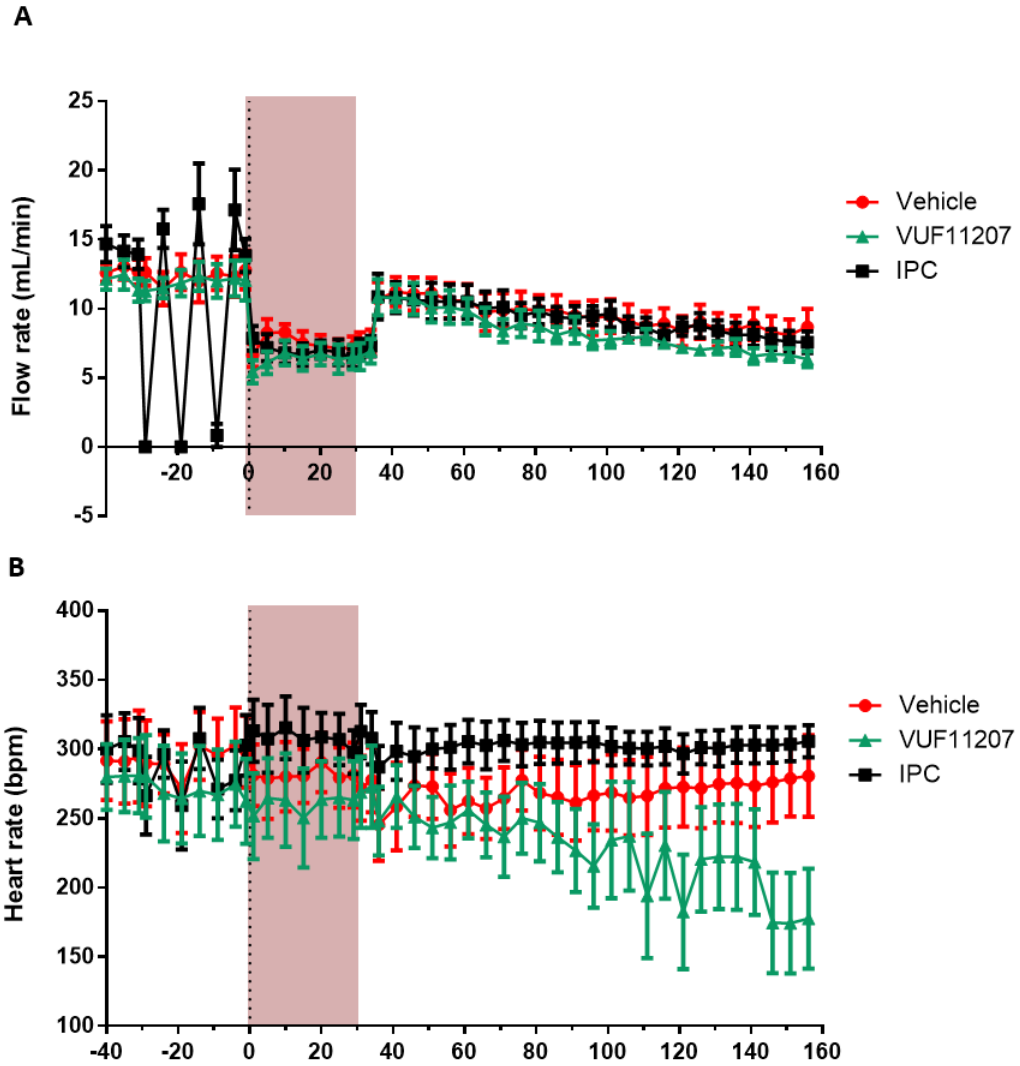 A
25
20
15
10
5
0
-5
Flow rate (mL/min)
-20 0 20 40 60 80 100 120 140 160
Vehicle
VUF11207
IPC
B
400
350
300
250
200
150
100
Heart rate (bpm)
-40 -20 0 20 40 60 80 100 120 140 160
Vehicle
VUF11207
IPC